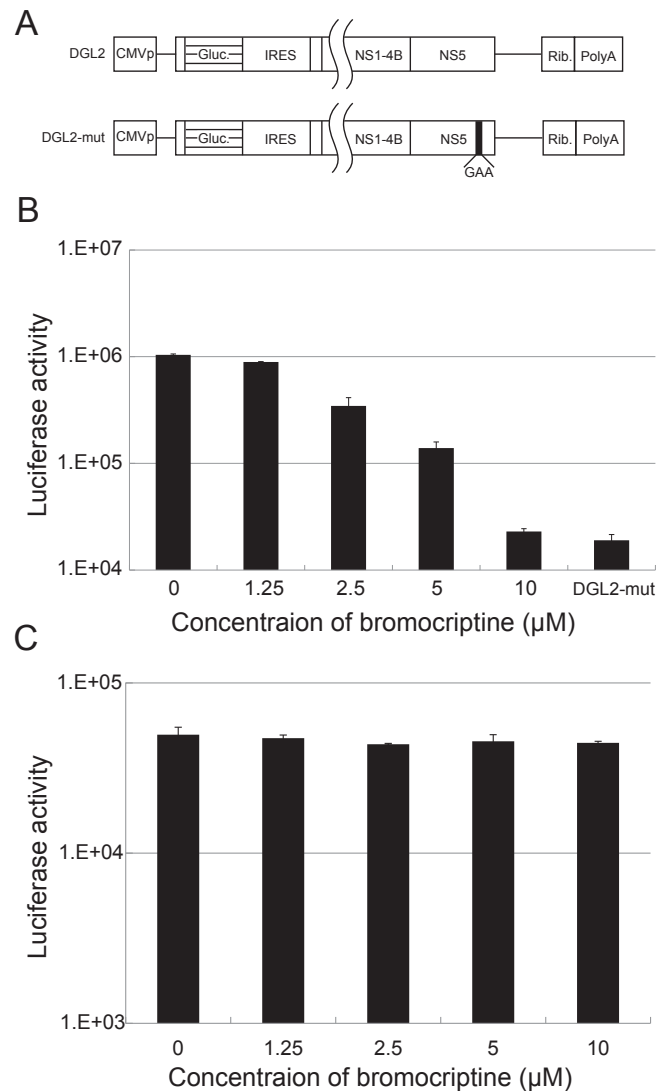 A
DGL2 CMVp Gluc. IRES NS1-4B NS5 Rib. PolyA
DGL2-mut CMVp Gluc. IRES NS1-4B NS5 Rib. PolyA
GAA
B
1.E+07
1.E+06
1.E+05
1.E+04
Luciferase activity
0 1.25 2.5 5 10 DGL2-mut
Concentraion of bromocriptine (µM)
C
1.E+05
1.E+04
1.E+03
Luciferase activity
0 1.25 2.5 5 10
Concentraion of bromocriptine (µM)